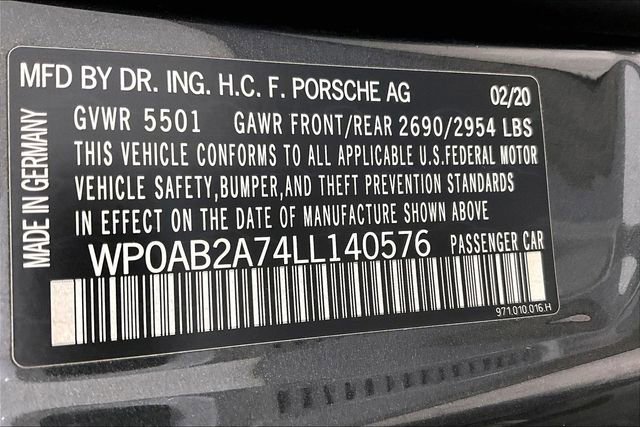 MFD BY DR. ING. H.C. F. PORSCHE AG 02/20
GVWR 5501 GAWR FRONT/REAR 2690/2954 LBS
THIS VEHICLE CONFORMS TO ALL APPLICABLE U.S.FEDERAL MOTOR
VEHICLE SAFETY,BUMPER,AND THEFT PREVENTION STANDARDS
IN EFFECT ON THE DATE OF MANUFACTURE SHOWN ABOVE
WP0AB2A74LL140576 PASSENGER CAR
971.010.016.H
MADE IN GERMANY